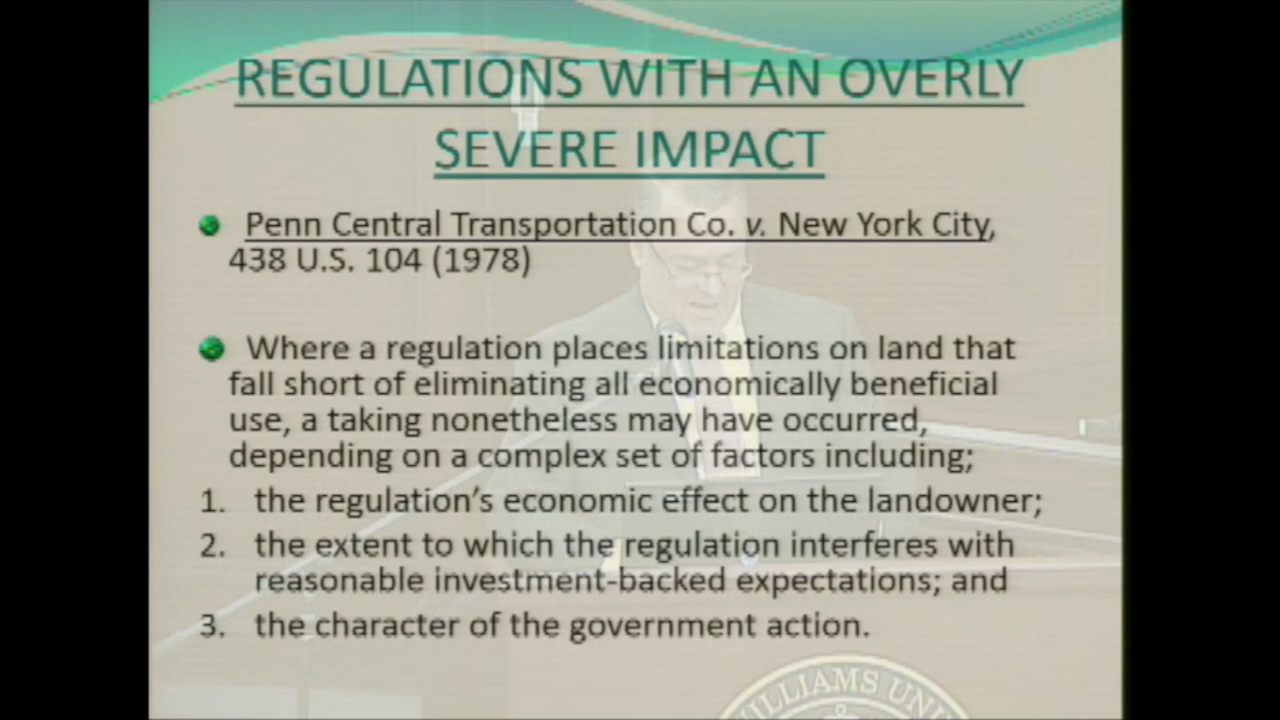 REGULATIONS WITH AN OVERLY
SEVERE IMPACT
Penn Central Transportation Co. v. New York City,
438 U.S. 104 (1978)
Where a regulation places limitations on land that
fall short of eliminating all economically beneficial
use, a taking nonetheless may have occurred,
depending on a complex set of factors including;
1. the regulation's economic effect on the landowner;
2. the extent to which the regulation interferes with
reasonable investment-backed expectations; and
3. the character of the government action.
WILLIAMS UNI